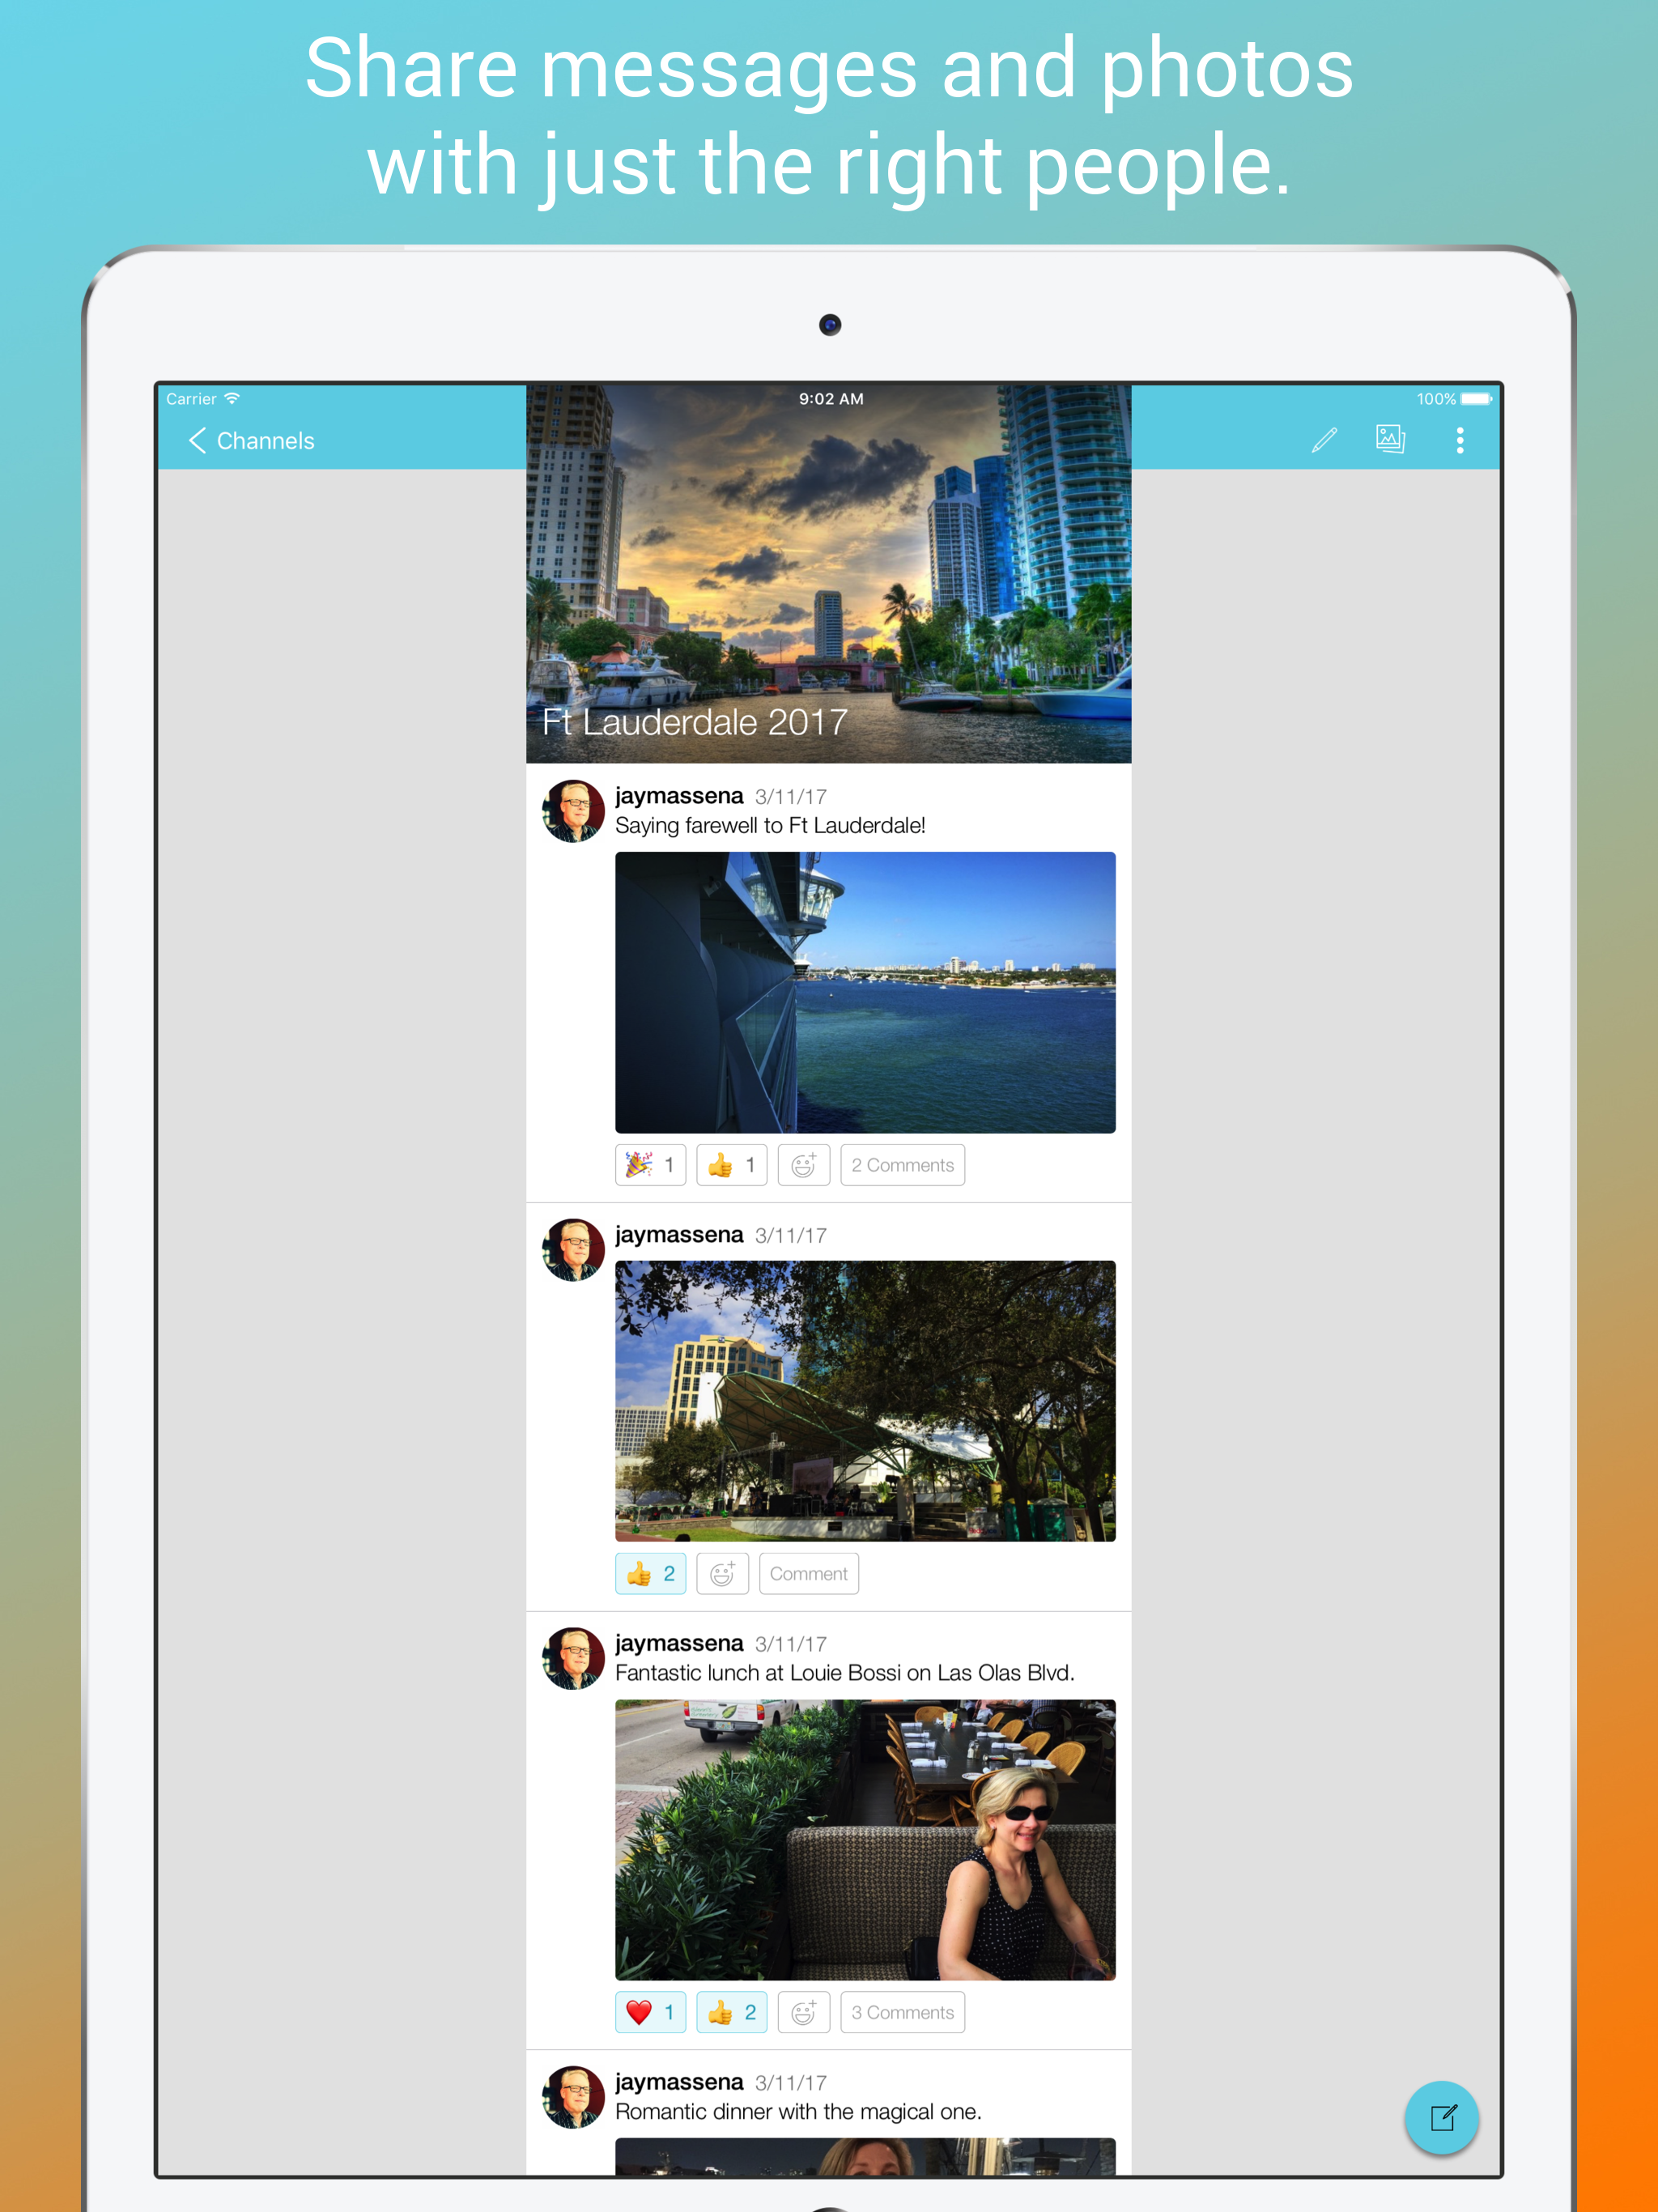 Share messages and photos
with just the right people.
Carrier 9:02 AM 100%
Channels
Ft Lauderdale 2017
jaymassena 3/11/17
Saying farewell to Ft Lauderdale!
1 1 2 Comments
jaymassena 3/11/17
2 Comment
jaymassena 3/11/17
Fantastic lunch at Louie Bossi on Las Olas Blvd.
1 2 3 Comments
jaymassena 3/11/17
Romantic dinner with the magical one.